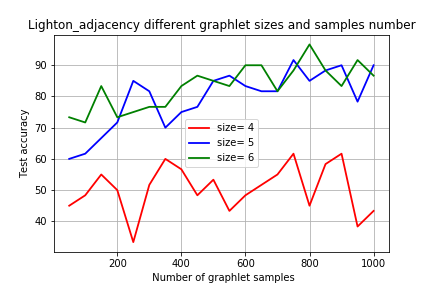 Lighton_adjacency different graphlet sizes and samples number
90
80
70
60
50
40
Test accuracy
size= 4
size= 5
size= 6
200
400
600
800
1000
Number of graphlet samples